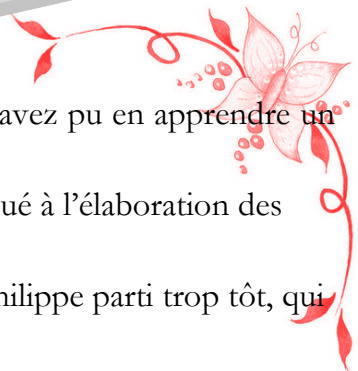 avez pu en apprendre un
ué à l’élaboration des
hilippe parti trop tôt, qui